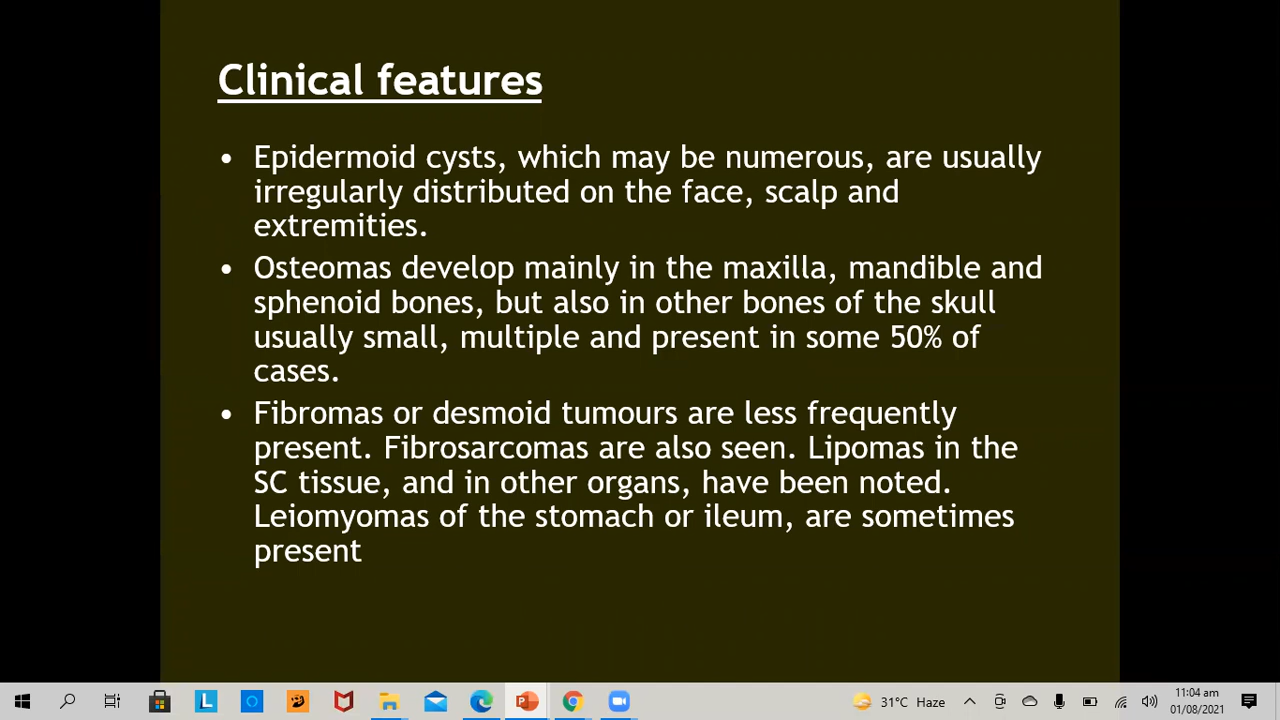 Clinical features
• Epidermoid cysts, which may be numerous, are usually
irregularly distributed on the face, scalp and
extremities.
• Osteomas develop mainly in the maxilla, mandible and
sphenoid bones, but also in other bones of the skull
usually small, multiple and present in some 50% of
cases.
• Fibromas or desmoid tumours are less frequently
present. Fibrosarcomas are also seen. Lipomas in the
SC tissue, and in other organs, have been noted.
Leiomyomas of the stomach or ileum, are sometimes
present
L
31°C Haze
11:04 am
01/08/2021